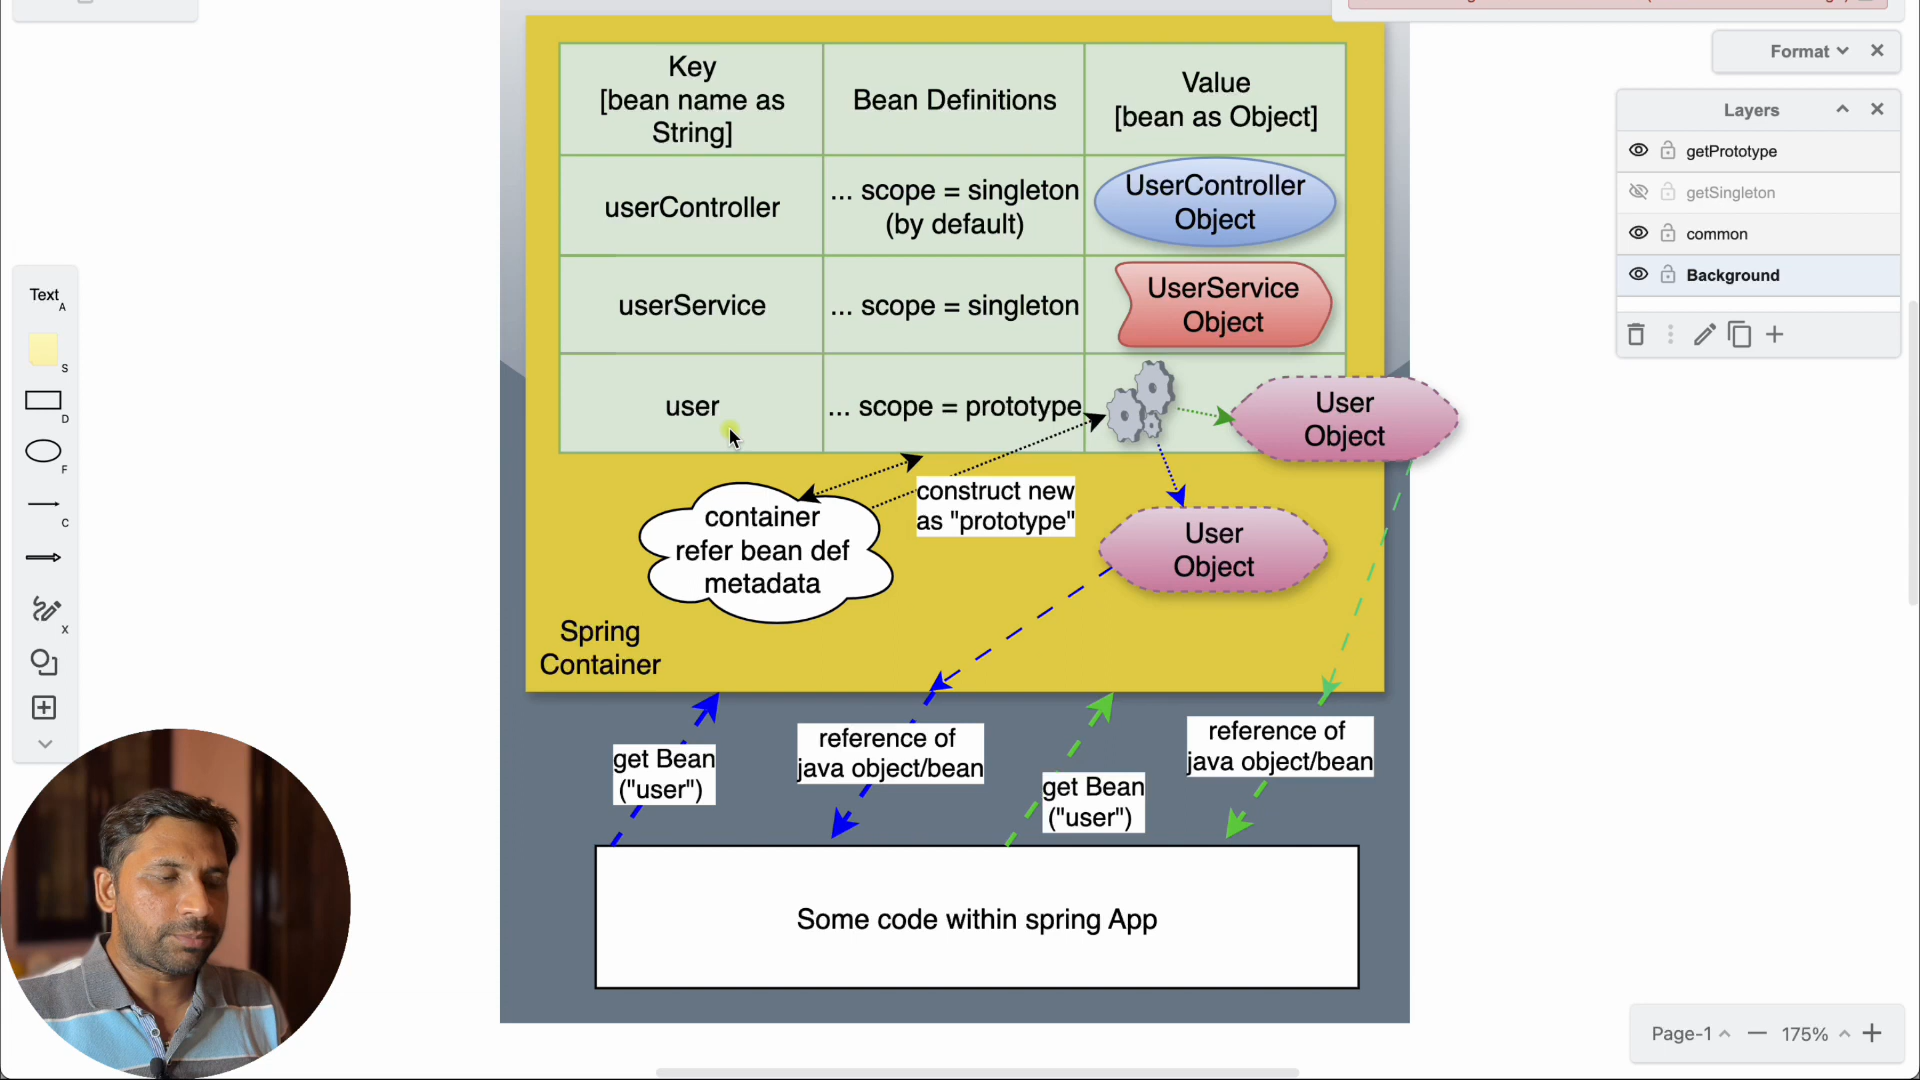 Key
[bean name as
String]
Bean Definitions
Value
[bean as Object]
userController
... scope = singleton
(by default)
UserController
Object
userService
... scope = singleton
UserService
Object
user
... scope = prototype
User
Object
construct new
as "prototype"
container
refer bean def
metadata
User
Object
Spring
Container
get Bean
("user")
reference of
java object/bean
get Bean
("user")
reference of
java object/bean
Some code within spring App
Text
A
S
D
F
C
X
Format
Layers
getPrototype
getSingleton
common
Background
Page-1
175%